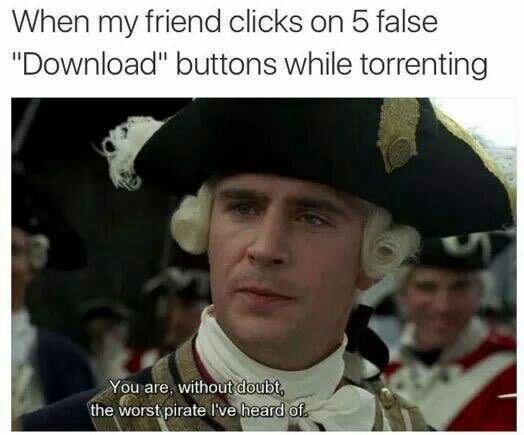 When my friend clicks on 5 false
"Download" buttons while torrenting
You are, without doubt,
the worst pirate I've heard of.